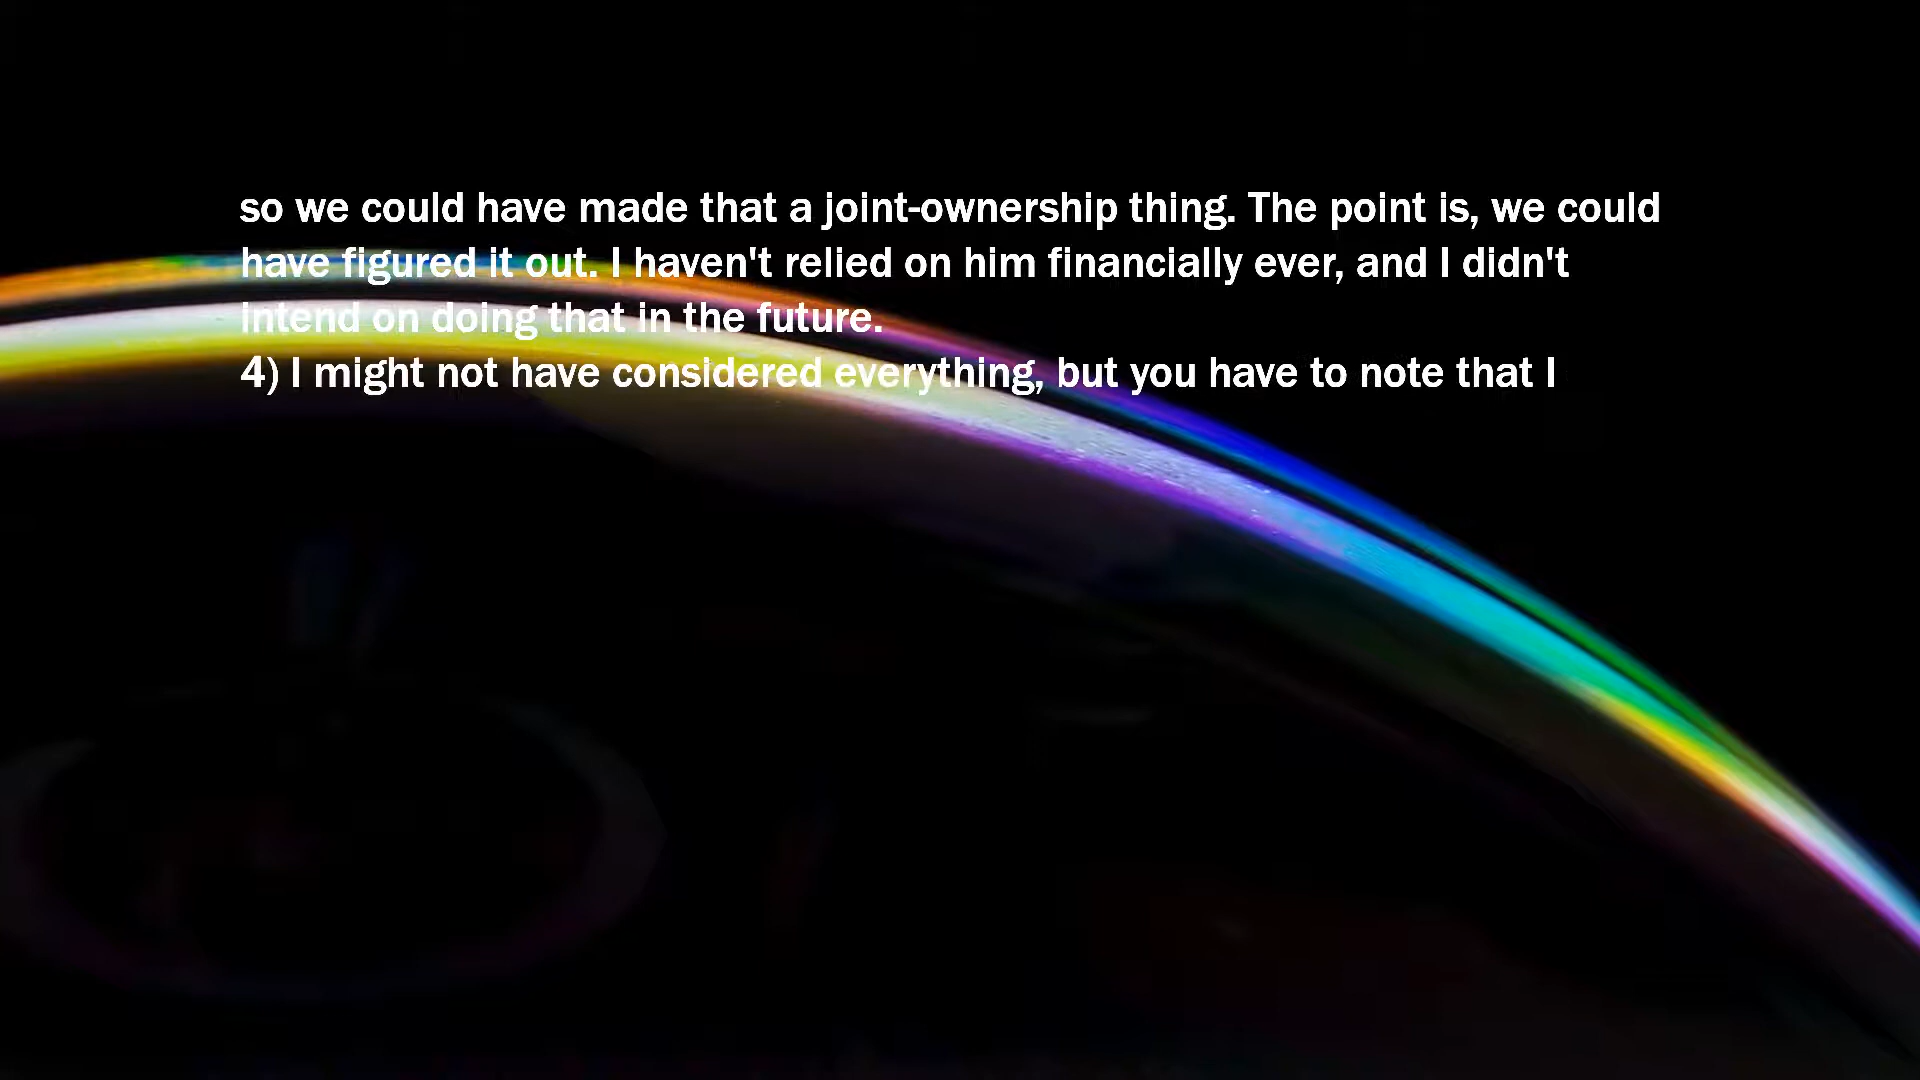 so we could have made that a joint-ownership thing. The point is, we could
have figured it out. I haven't relied on him financially ever, and I didn't
intend on doing that in the future.
4) I might not have considered everything, but you have to note that I